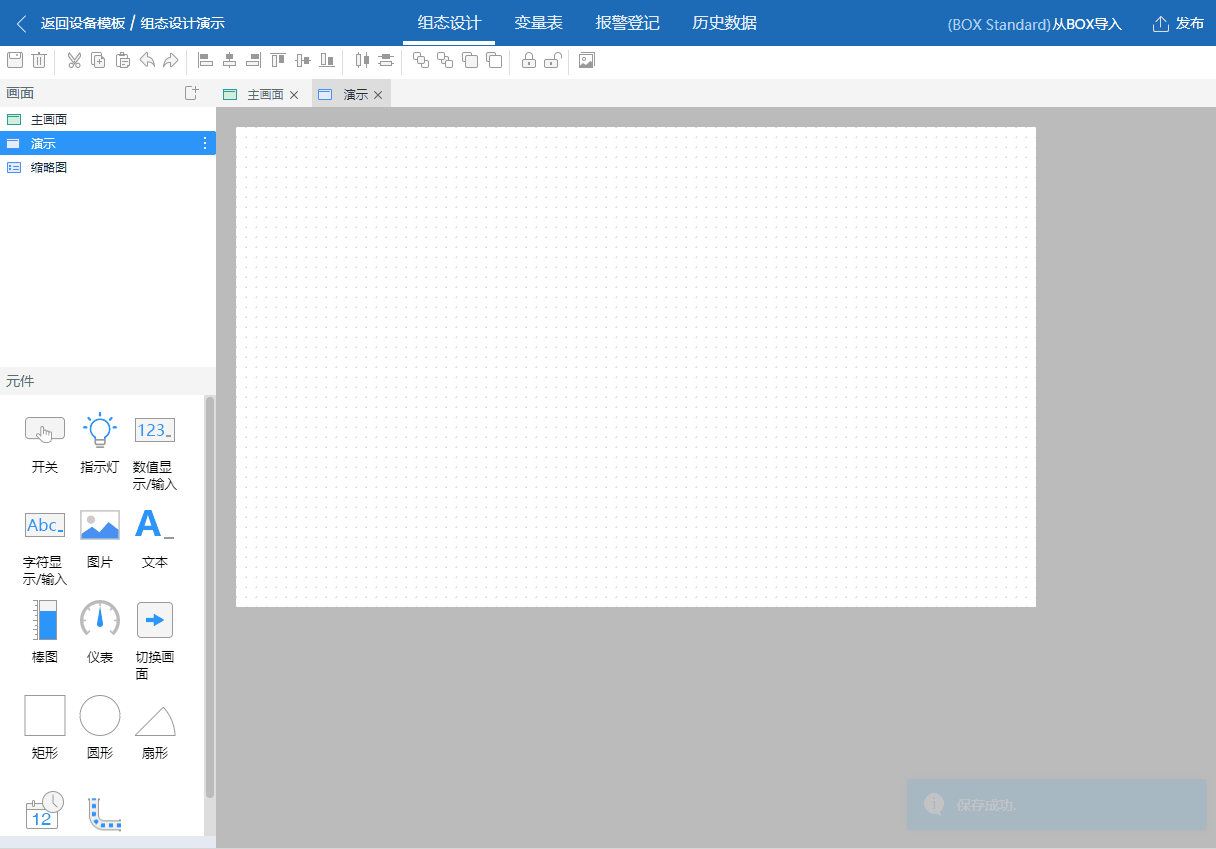 返回设备模板 / 组态设计演示
组态设计
变量表
报警登记
历史数据
(BOX Standard)从BOX导入
发布
画面
主画面
演示
主画面
演示
缩略图
元件
开关
指示灯
数值显
示/输入
123_
Abc_
A_
字符显
示/输入
图片
文本
棒图
仪表
切换画
面
矩形
圆形
扇形
12
保存成功.